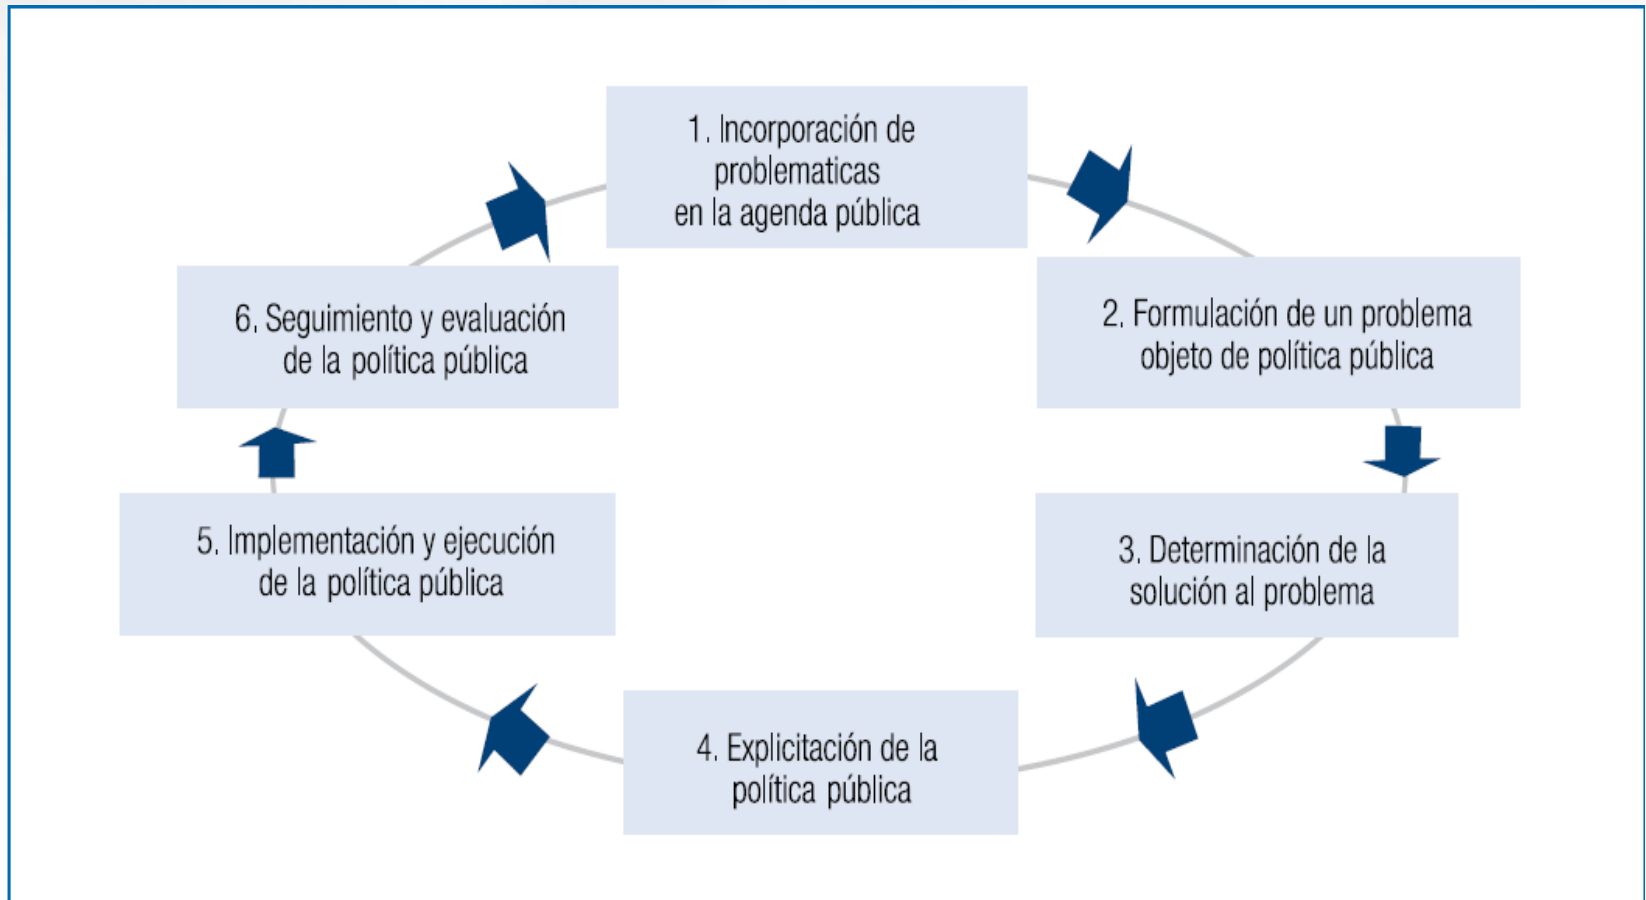 1. Incorporación de
problematicas
en la agenda pública
2. Formulación de un problema
objeto de política pública
3. Determinación de la
solución al problema
4. Explicitación de la
política pública
5. Implementación y ejecución
de la política pública
6. Seguimiento y evaluación
de la política pública